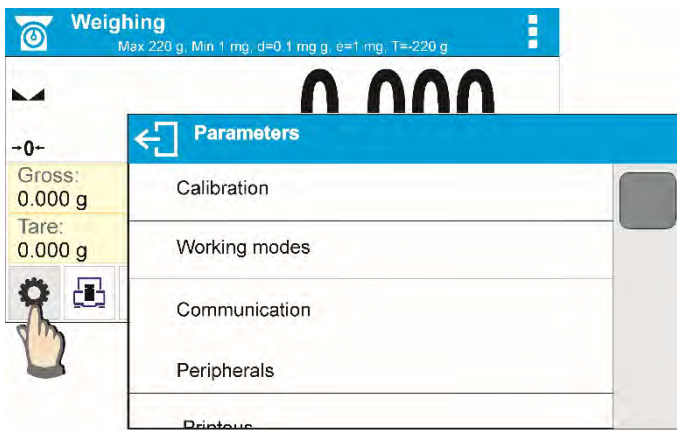 Weighing
Max 220 g, Min 1 mg, d=0.1 mg g, e=1 mg, T=-220 g
0.000
→0←
Gross:
0.000 g
Tare:
0.000 g
Parameters
Calibration
Working modes
Communication
Peripherals